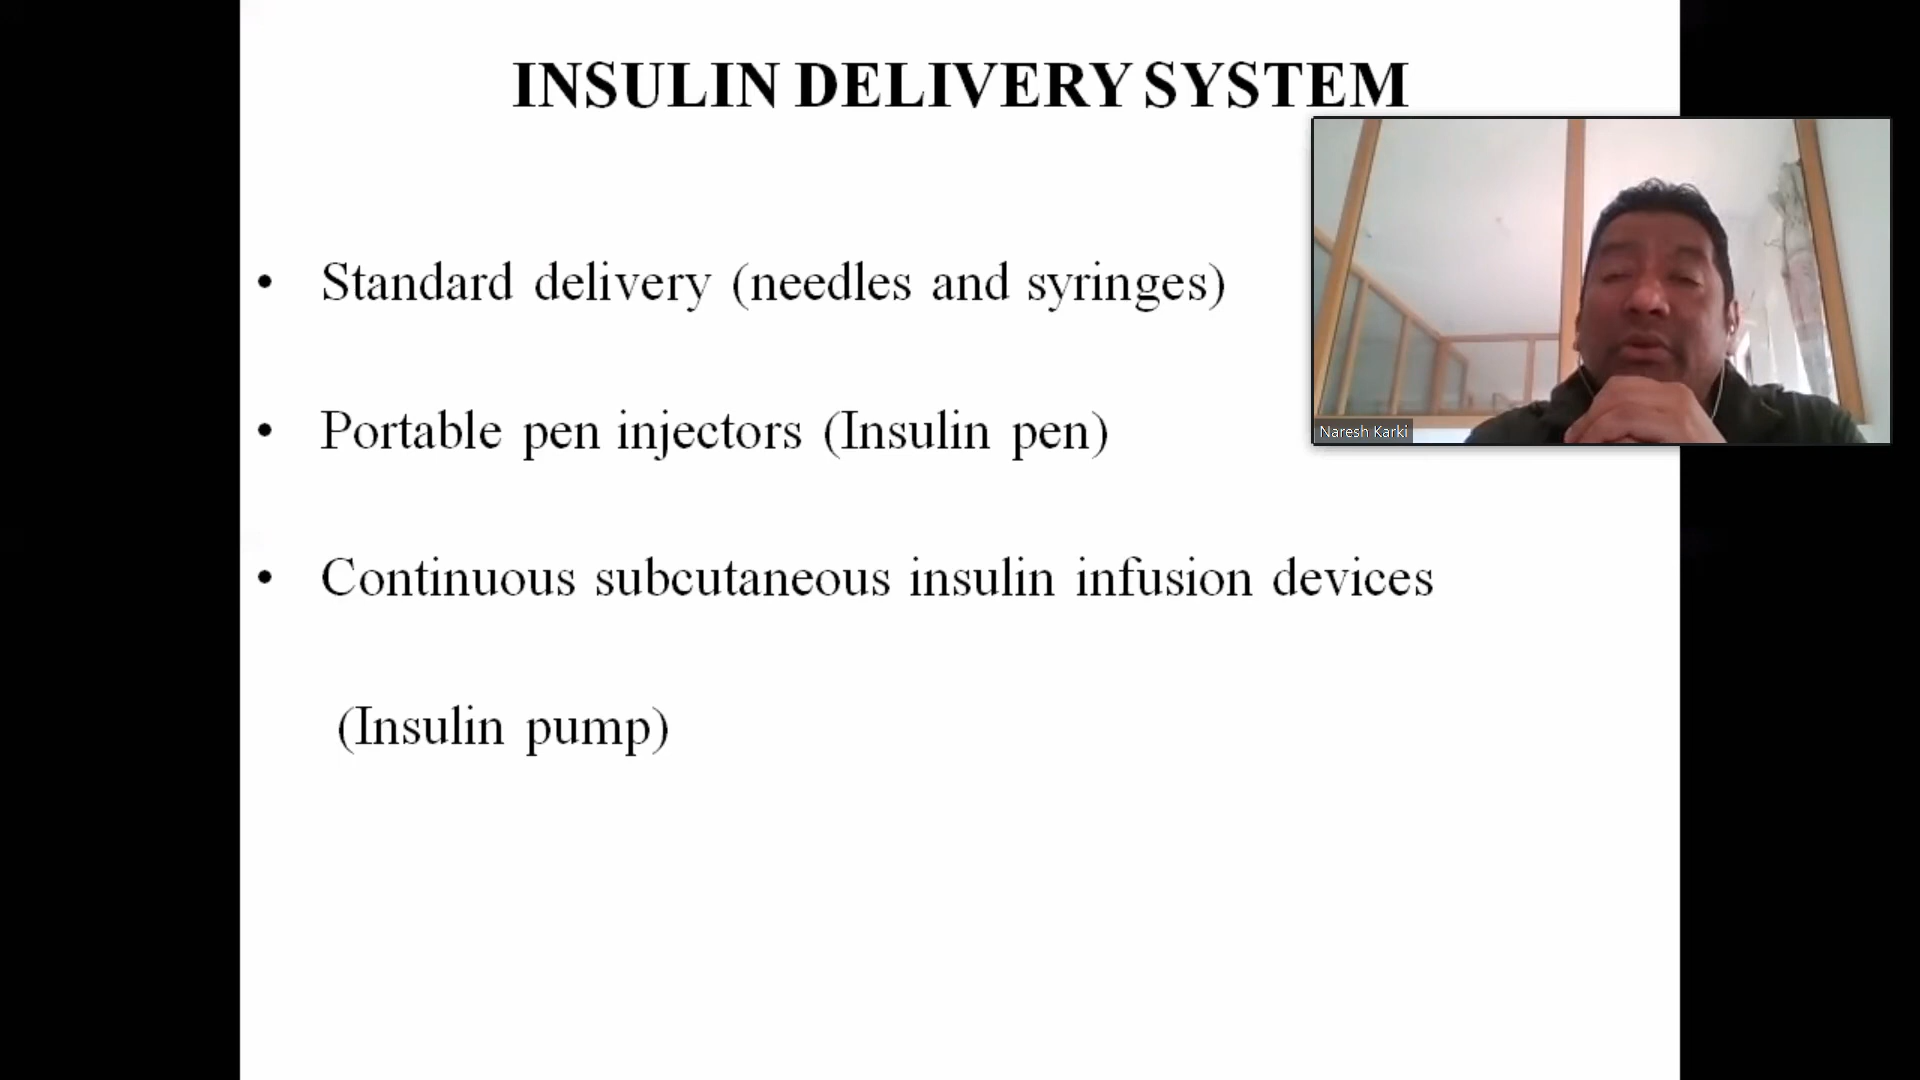 INSULIN DELIVERY SYSTEM
• Standard delivery (needles and syringes)
• Portable pen injectors (Insulin pen)
• Continuous subcutaneous insulin infusion devices
(Insulin pump)
Naresh Karki